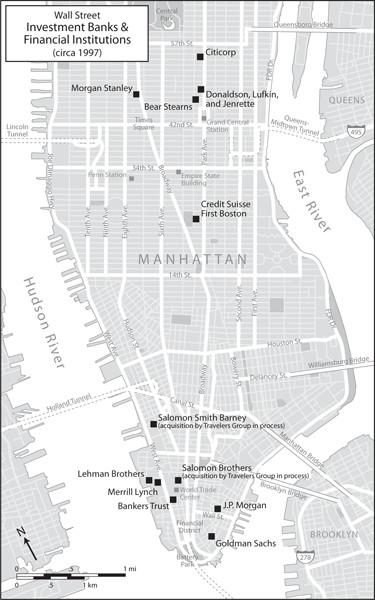 Wall Street
Investment Banks &
Financial Institutions
(circa 1997)
Central
Park
Queensboro Bridge
57th St.
Citicorp
FDR Dr.
Morgan Stanley
Donaldson, Lufkin,
and Jenrette
Bear Stearns
QUEENS
Times
Square
Grand Central
Station
Lincoln
Tunnel
42nd St.
Queens-
Midtown Tunnel
495
Park Ave.
34th St.
Penn Station
Empire State
Building
Broadway
East River
Tenth Ave.
Ninth Ave.
Eighth Ave.
Sixth Ave.
Credit Suisse
First Boston
MANHATTAN
14th St.
Hudson River
Second Ave.
First Ave.
FDR Dr.
Hudson St.
West Ave.
Houston St.
Broadway
Bowery St.
Delancey St.
Williamsburg Bridge
Holland Tunnel
Canal St.
Salomon Smith Barney
(acquisition by Travelers Group in process)
Manhattan Bridge
West Ave.
Lehman Brothers
Salomon Brothers
(acquisition by Travelers Group in process)
Merrill Lynch
World Trade
Center
Brooklyn Bridge
Bankers Trust
Wall St.
J.P. Morgan
Financial
District
Goldman Sachs
BROOKLYN
N
Battery
Park
278
0 .5 1 mi
0 .5 1 km